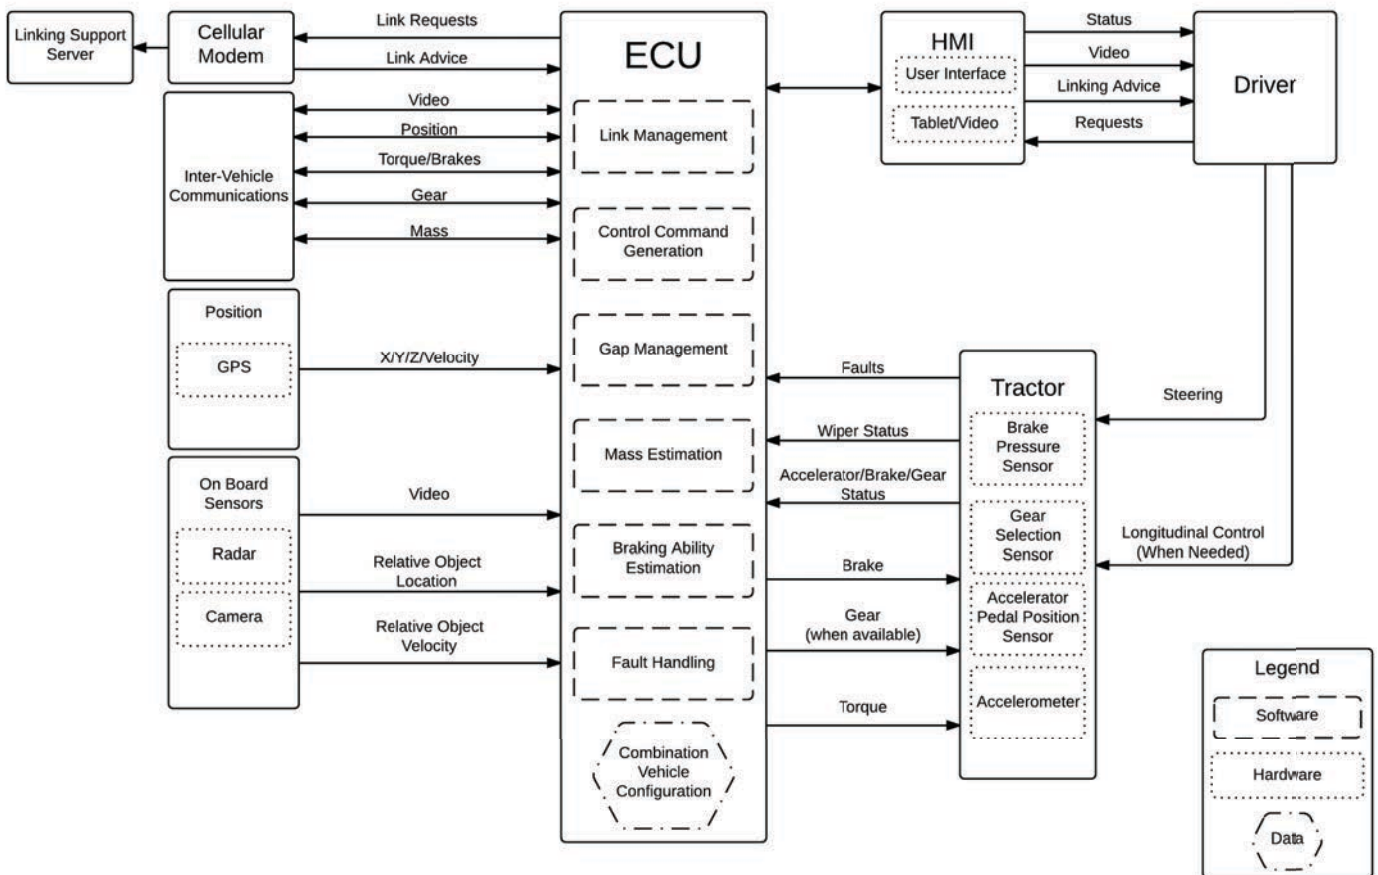 Linking Support
Server
Cellular
Modem
Link Requests
Link Advice
Inter-Vehicle
Communications
Video
Position
Torque/Brakes
Gear
Mass
Position
GPS
X/Y/Z/Velocity
On Board
Sensors
Radar
Camera
Video
Relative Object
Location
Relative Object
Velocity
ECU
Link Management
Control Command
Generation
Gap Management
Mass Estimation
Braking Ability
Estimation
Fault Handling
Combination
Vehicle
Configuration
HMI
User Interface
Tablet/Video
Status
Video
Linking Advice
Requests
Driver
Faults
Wiper Status
Accelerator/Brake/Gear
Status
Brake
Gear
(when available)
Torque
Tractor
Brake
Pressure
Sensor
Gear
Selection
Sensor
Accelerator
Pedal Position
Sensor
Accelerometer
Steering
Longitudinal Control
(When Needed)
Legend
Software
Hardware
Data